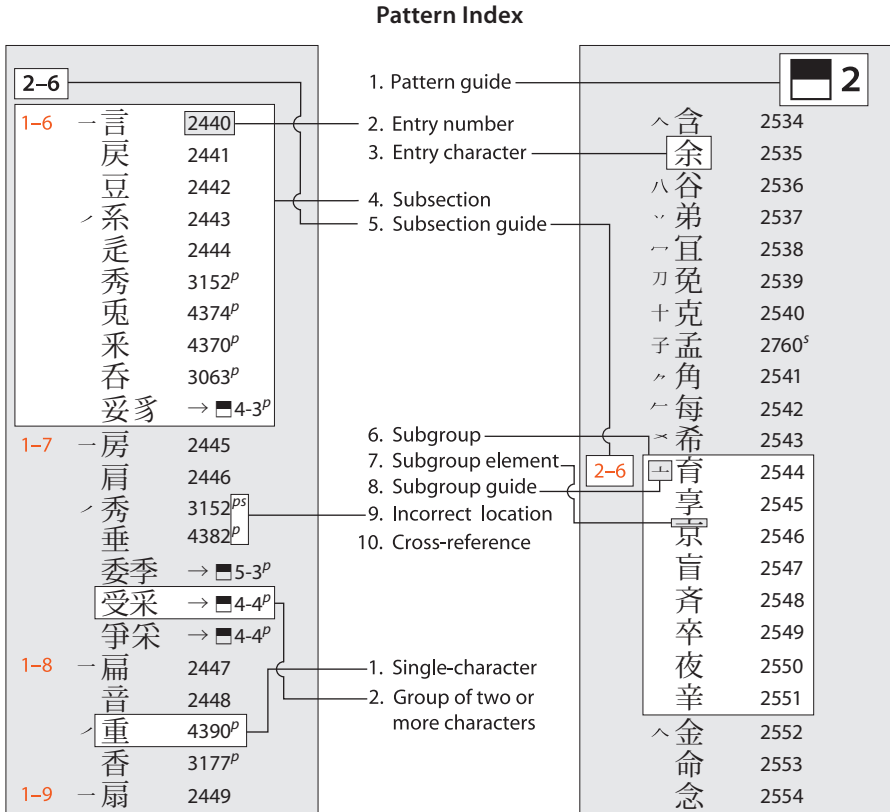 Pattern Index
2–6
1–6 一 言 2440
戻 2441
豆 2442
ノ 系 2443
辵 2444
秀 3152p
兎 4374p
釆 4370p
呑 3063p
妥豸 → 4-3p
1–7 一 房 2445
肩 2446
ノ 秀 3152ps
垂 4382p
委季 → 5-3p
受采 → 4-4p
爭采 → 4-4p
1–8 一 扁 2447
音 2448
ノ 重 4390p
香 3177p
1–9 一 扇 2449
1. Pattern guide
2. Entry number
3. Entry character
4. Subsection
5. Subsection guide
6. Subgroup
7. Subgroup element
8. Subgroup guide
9. Incorrect location
10. Cross-reference
1. Single-character
2. Group of two or
more characters
2
𠆢 含 2534
余 2535
八 谷 2536
丷 弟 2537
冖 冝 2538
刀 免 2539
十 克 2540
子 孟 2760s
𠂊 角 2541
𠂉 毎 2542
希 2543
2–6 亠 育 2544
享 2545
京 2546
盲 2547
斉 2548
卒 2549
夜 2550
辛 2551
𠆢 金 2552
命 2553
念 2554